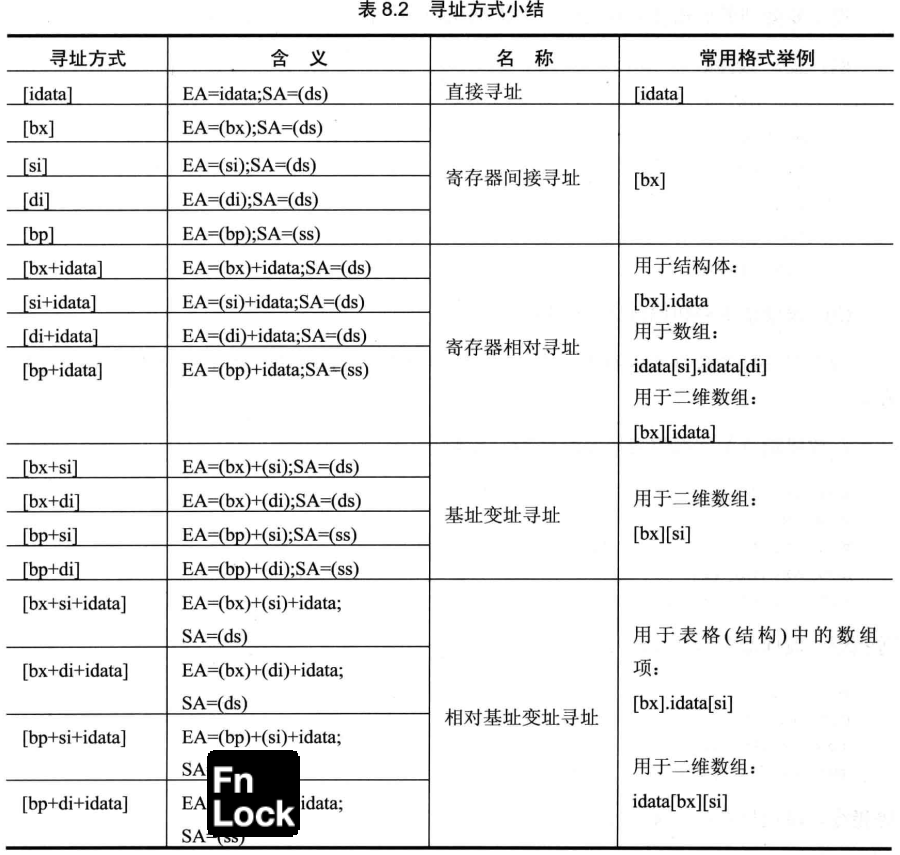 表 8.2 寻址方式小结
寻址方式 含 义 名 称 常用格式举例
[idata] EA=idata;SA=(ds) 直接寻址 [idata]
[bx] EA=(bx);SA=(ds)
[si] EA=(si);SA=(ds)
寄存器间接寻址 [bx]
[di] EA=(di);SA=(ds)
[bp] EA=(bp);SA=(ss)
[bx+idata] EA=(bx)+idata;SA=(ds) 用于结构体：
[si+idata] EA=(si)+idata;SA=(ds) [bx].idata
[di+idata] EA=(di)+idata;SA=(ds) 用于数组：
寄存器相对寻址
[bp+idata] EA=(bp)+idata;SA=(ss) idata[si],idata[di]
用于二维数组：
[bx][idata]
[bx+si] EA=(bx)+(si);SA=(ds)
[bx+di] EA=(bx)+(di);SA=(ds) 用于二维数组：
基址变址寻址
[bp+si] EA=(bp)+(si);SA=(ss) [bx][si]
[bp+di] EA=(bp)+(di);SA=(ss)
[bx+si+idata] EA=(bx)+(si)+idata;
SA=(ds) 用于表格(结构)中的数组
[bx+di+idata] EA=(bx)+(di)+idata; 项：
SA=(ds) [bx].idata[si]
相对基址变址寻址
[bp+si+idata] EA=(bp)+(si)+idata;
SA 用于二维数组：
Fn
Lock
[bp+di+idata] EA idata; idata[bx][si]
SA=(ss)